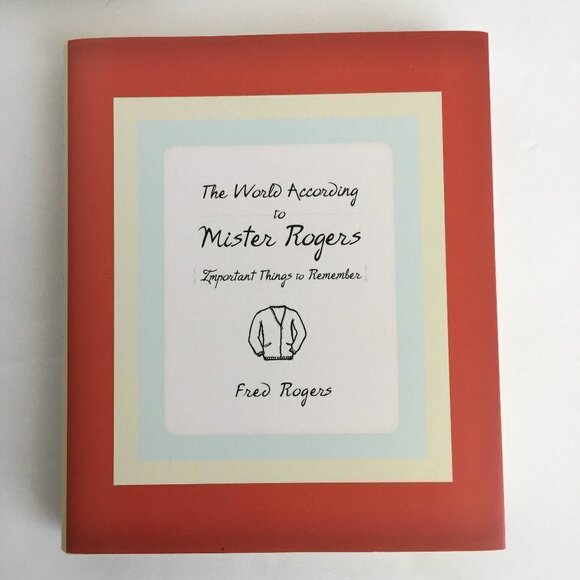 The World According
to
Mister Rogers
Important Things to Remember
Fred Rogers